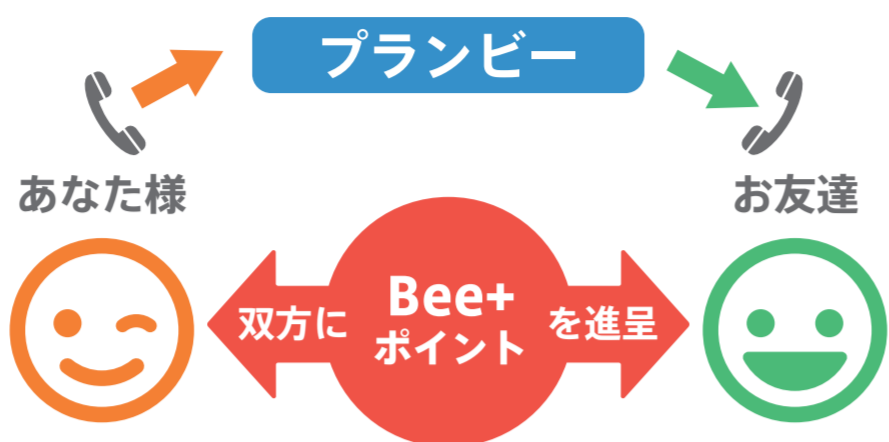 プランビー
あなた様
お友達
双方に
Bee+
ポイント
を進呈